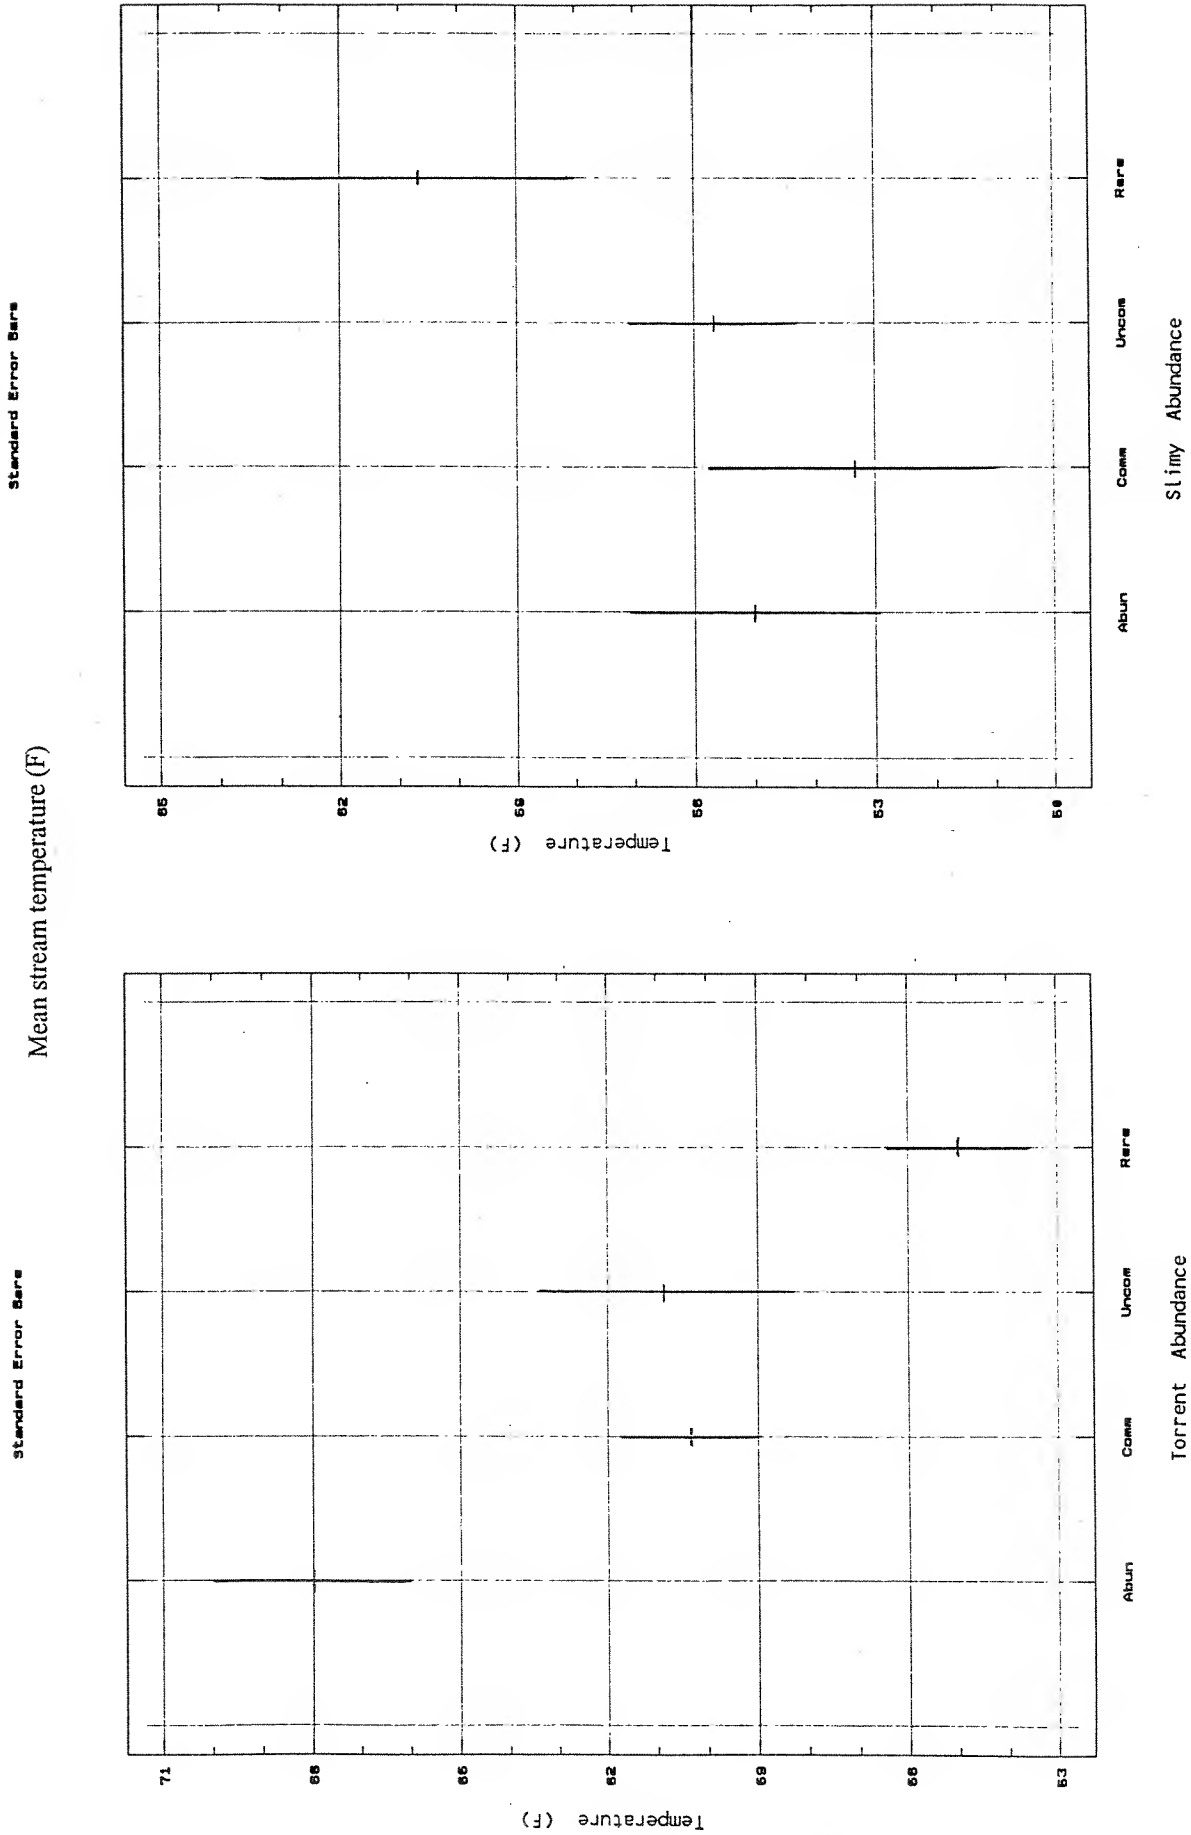 Mean stream temperature (F)
Standard Error Bars
Temperature (F)
71
68
65
62
59
56
53
Abun
Comm
Uncom
Rare
Torrent Abundance
Standard Error Bars
Temperature (F)
65
62
59
56
53
50
Abun
Comm
Uncom
Rare
Slimy Abundance